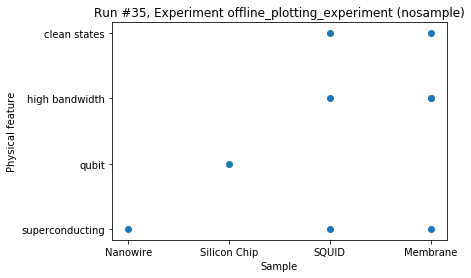 Run #35, Experiment offline_plotting_experiment (nosample)
clean states
high bandwidth
qubit
superconducting
Physical feature
Nanowire Silicon Chip SQUID Membrane
Sample